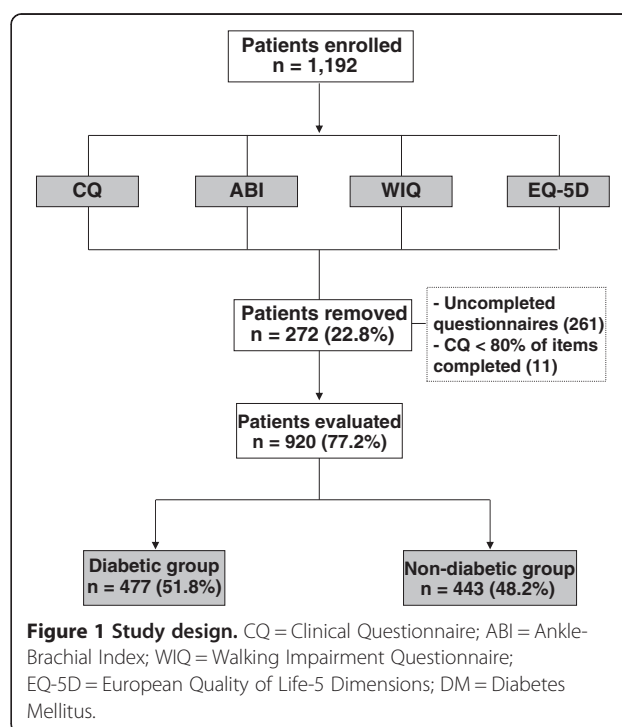 Patients enrolled
n = 1,192
CQ
ABI
WIQ
EQ-5D
Patients removed
n = 272 (22.8%)
- Uncompleted
questionnaires (261)
- CQ < 80% of items
completed (11)
Patients evaluated
n = 920 (77.2%)
Diabetic group
n = 477 (51.8%)
Non-diabetic group
n = 443 (48.2%)
Figure 1 Study design. CQ = Clinical Questionnaire; ABI = Ankle-
Brachial Index; WIQ = Walking Impairment Questionnaire;
EQ-5D = European Quality of Life-5 Dimensions; DM = Diabetes
Mellitus.